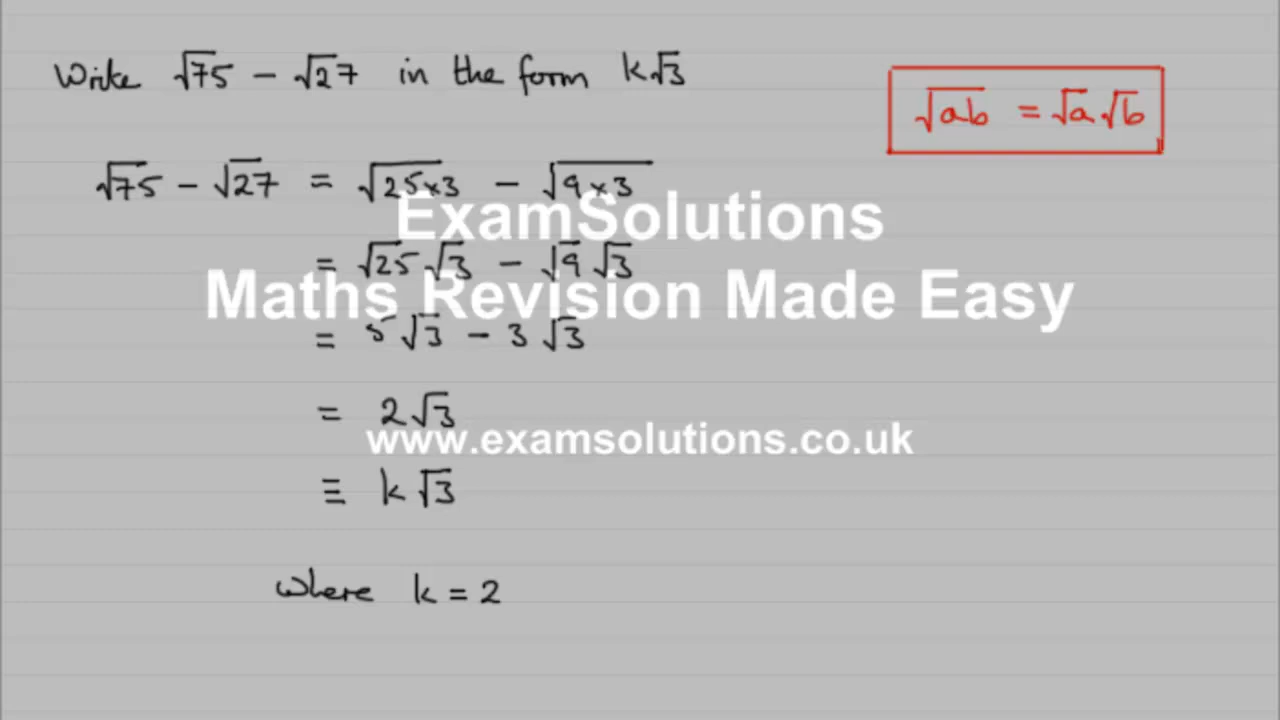 Write √75 − √27 in the form k√3
√ab = √a√b
√75 − √27 = √25×3 − √9×3
ExamSolutions
= √25√3 − √9√3
Maths Revision Made Easy
= 5√3 − 3√3
= 2√3
www.examsolutions.co.uk
≡ k√3
where k = 2